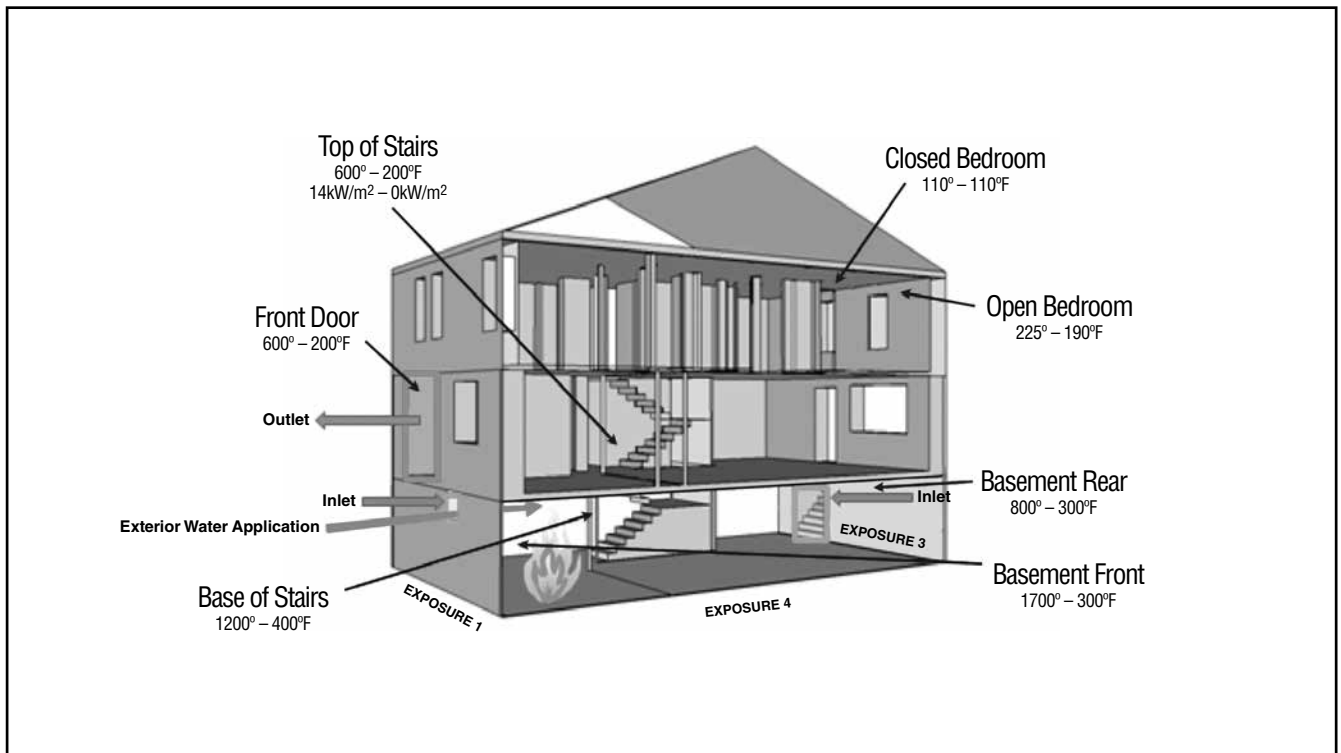 Top of Stairs
600º – 200ºF
14kW/m² – 0kW/m²
Closed Bedroom
110º – 110ºF
Open Bedroom
225º – 190ºF
Front Door
600º – 200ºF
Outlet
Inlet
Exterior Water Application
Basement Rear
800º – 300ºF
Inlet
EXPOSURE 3
Base of Stairs
1200º – 400ºF
EXPOSURE 1
EXPOSURE 4
Basement Front
1700º – 300ºF